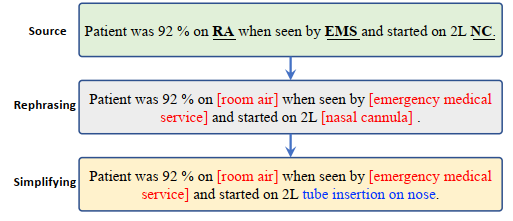 Source
Patient was 92 % on RA when seen by EMS and started on 2L NC.
Rephrasing
Patient was 92 % on [room air] when seen by [emergency medical
service] and started on 2L [nasal cannula] .
Simplifying
Patient was 92 % on [room air] when seen by [emergency medical
service] and started on 2L tube insertion on nose.